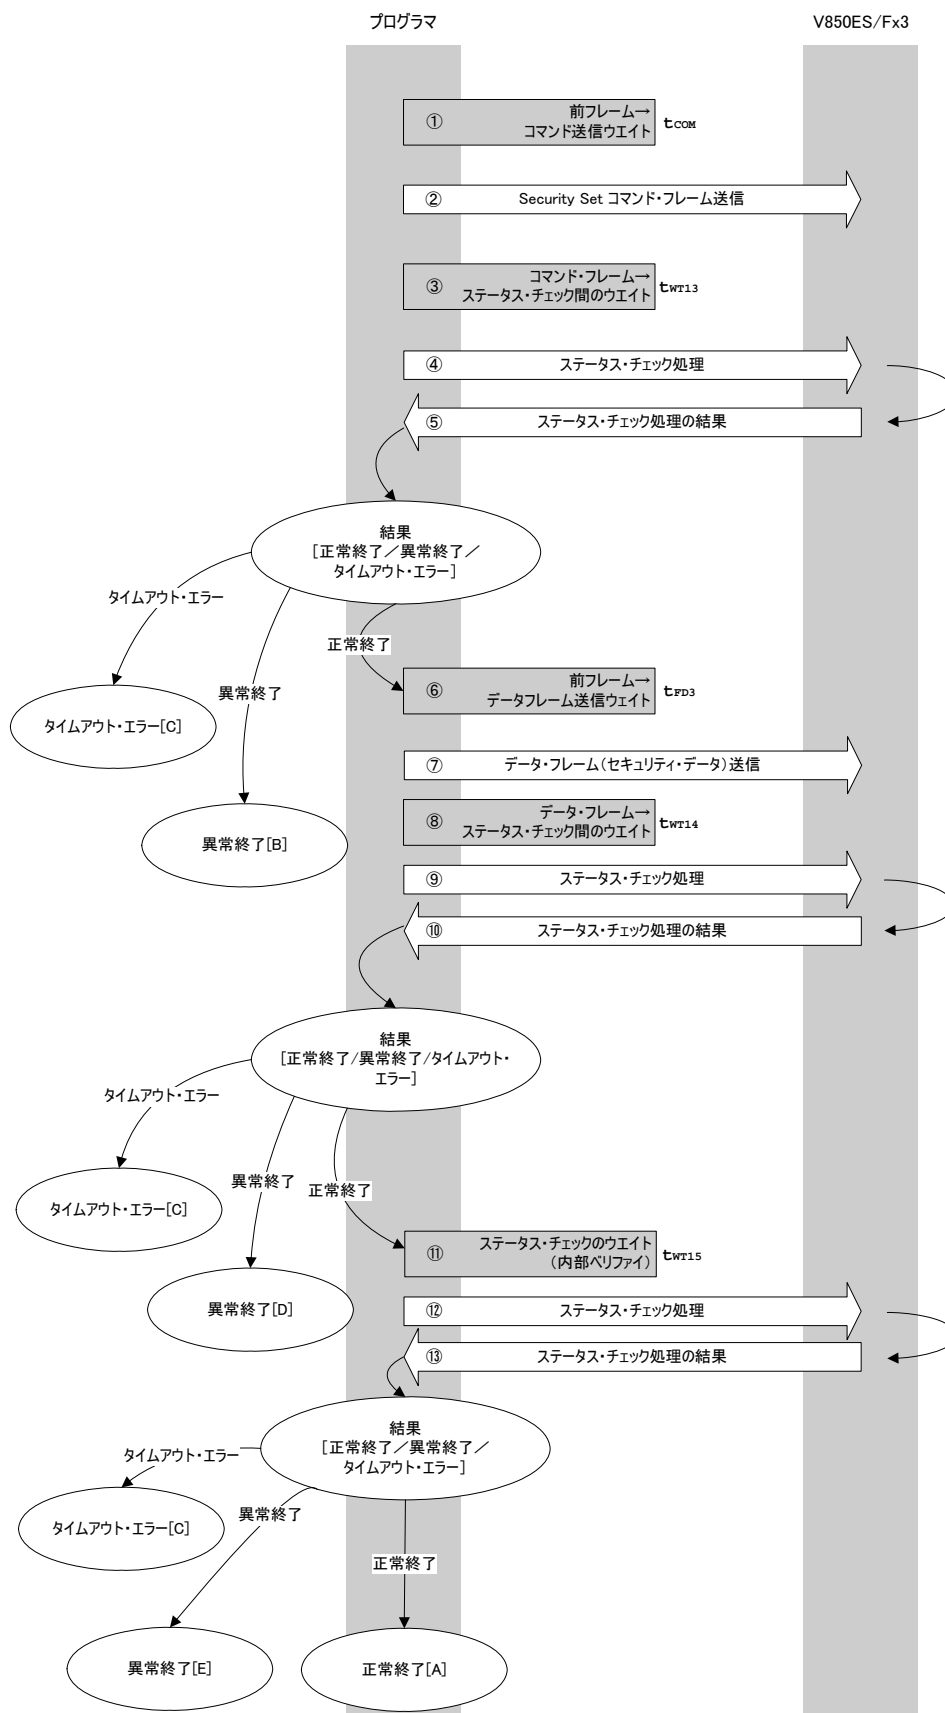 プログラマ
V850ES/Fx3
①
前フレーム→
コマンド送信ウエイト
tCOM
②
Security Set コマンド・フレーム送信
③
コマンド・フレーム→
ステータス・チェック間のウエイト
tWT13
④
ステータス・チェック処理
⑤
ステータス・チェック処理の結果
結果
[正常終了／異常終了／
タイムアウト・エラー]
タイムアウト・エラー
正常終了
異常終了
タイムアウト・エラー[C]
⑥
前フレーム→
データフレーム送信ウェイト
tFD3
⑦
データ・フレーム(セキュリティ・データ)送信
⑧
データ・フレーム→
ステータス・チェック間のウエイト
tWT14
異常終了[B]
⑨
ステータス・チェック処理
⑩
ステータス・チェック処理の結果
結果
[正常終了/異常終了/タイムアウト・
エラー]
タイムアウト・エラー
異常終了
正常終了
タイムアウト・エラー[C]
⑪
ステータス・チェックのウエイト
(内部ベリファイ)
tWT15
異常終了[D]
⑫
ステータス・チェック処理
⑬
ステータス・チェック処理の結果
結果
[正常終了／異常終了／
タイムアウト・エラー]
タイムアウト・エラー
異常終了
タイムアウト・エラー[C]
正常終了
異常終了[E]
正常終了[A]